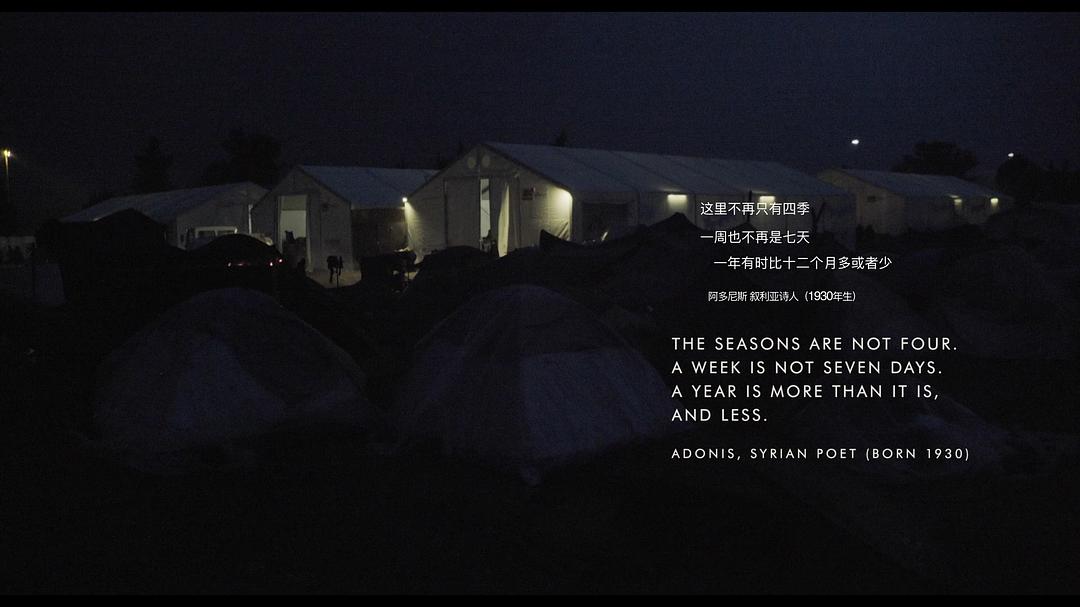 这里不再只有四季
一周也不再是七天
一年有时比十二个月多或者少
阿多尼斯 叙利亚诗人 (1930年生)
THE SEASONS ARE NOT FOUR.
A WEEK IS NOT SEVEN DAYS.
A YEAR IS MORE THAN IT IS,
AND LESS.
ADONIS, SYRIAN POET (BORN 1930)